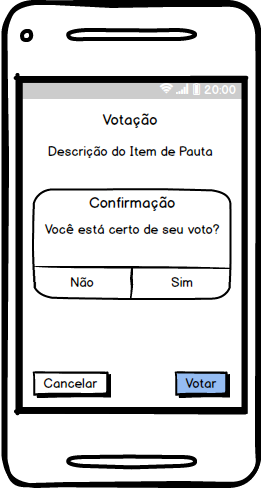 20:00
Votação
Descrição do Item de Pauta
Confirmação
Você está certo de seu voto?
Não Sim
Cancelar Votar